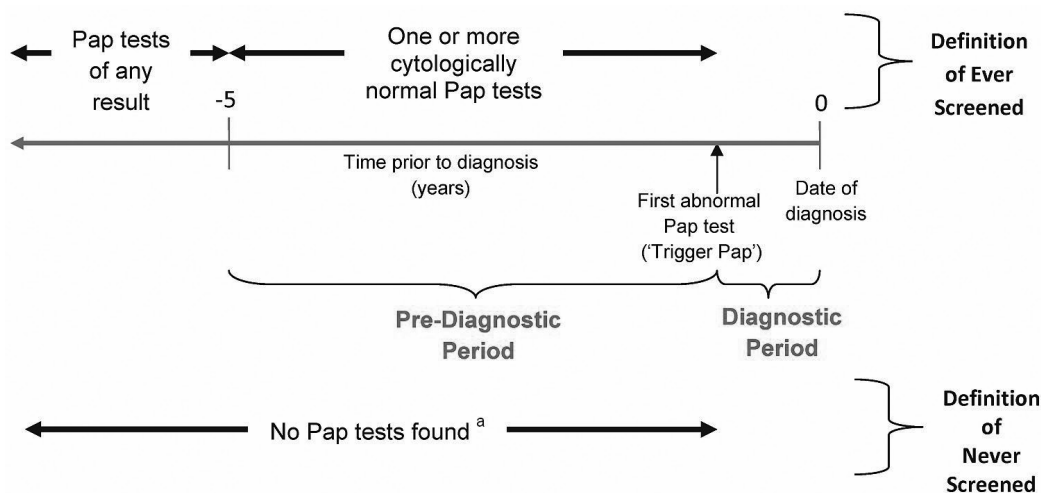 Pap tests
of any
result
One or more
cytologically
normal Pap tests
Definition
of Ever
Screened
-5
0
Time prior to diagnosis
(years)
First abnormal
Pap test
(‘Trigger Pap’)
Date of
diagnosis
Pre-Diagnostic
Period
Diagnostic
Period
No Pap tests found a
Definition
of
Never
Screened